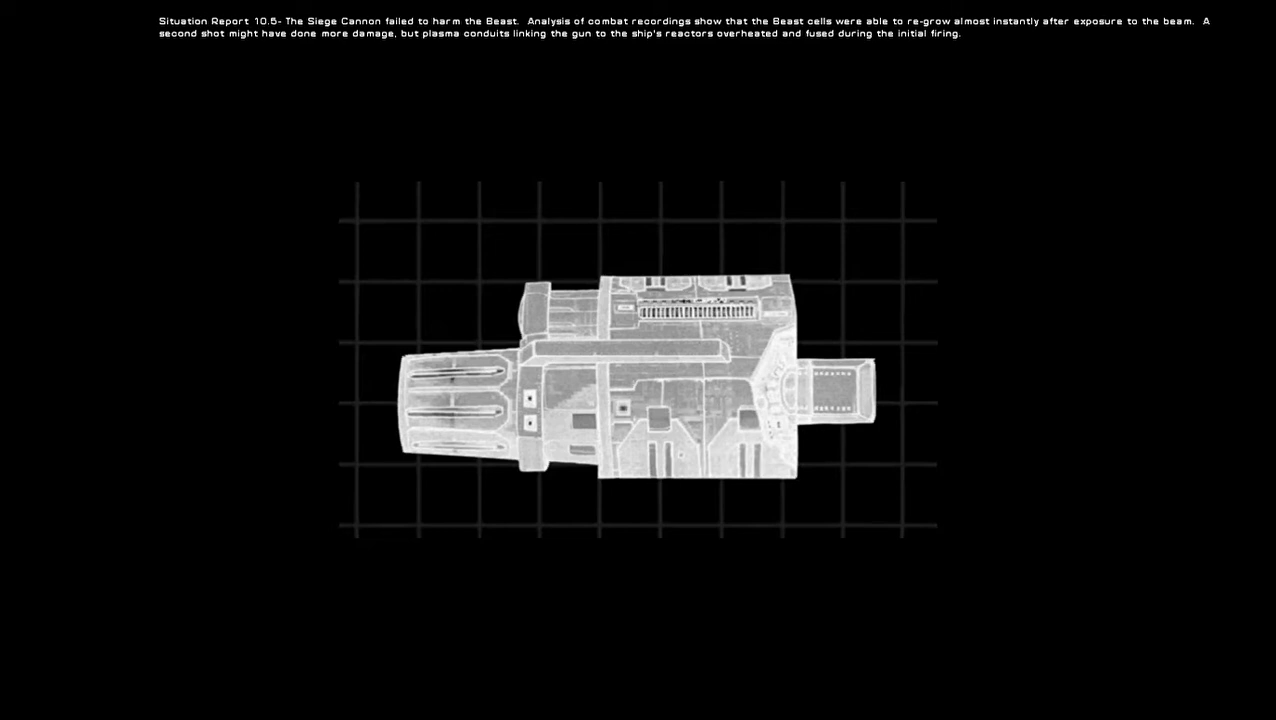 Situation Report 10.5- The Siege Cannon failed to harm the Beast.  Analysis of combat recordings show that the Beast cells were able to re-grow almost instantly after exposure to the beam.  A
second shot might have done more damage, but plasma conduits linking the gun to the ship's reactors overheated and fused during the initial firing.